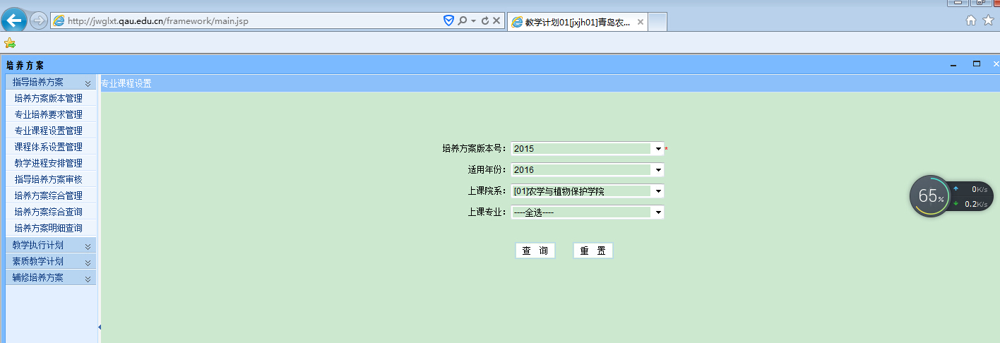 http://jwglxt.qau.edu.cn/framework/main.jsp
教学计划01[jxjh01]青岛农...
培养方案
指导培养方案
专业课程设置
培养方案版本管理
专业培养要求管理
专业课程设置管理
课程体系设置管理
教学进程安排管理
指导培养方案审核
培养方案综合管理
培养方案综合查询
培养方案明细查询
教学执行计划
素质教学计划
辅修培养方案
培养方案版本号： 2015 *
适用年份： 2016
上课院系： [01]农学与植物保护学院
上课专业： ----全选----
查 询 重 置
65%
0K/s
0.2K/s